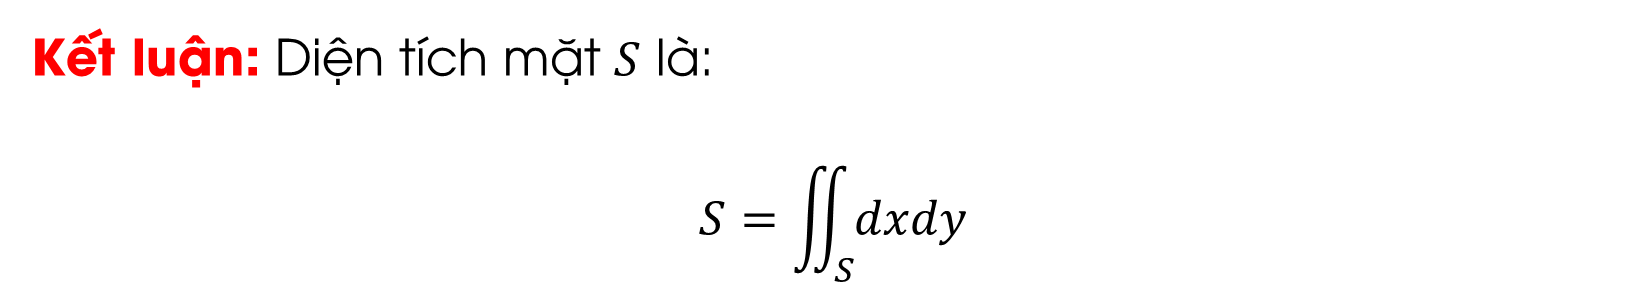 Kết luận: Diện tích mặt S là:
S = ∬_S dxdy